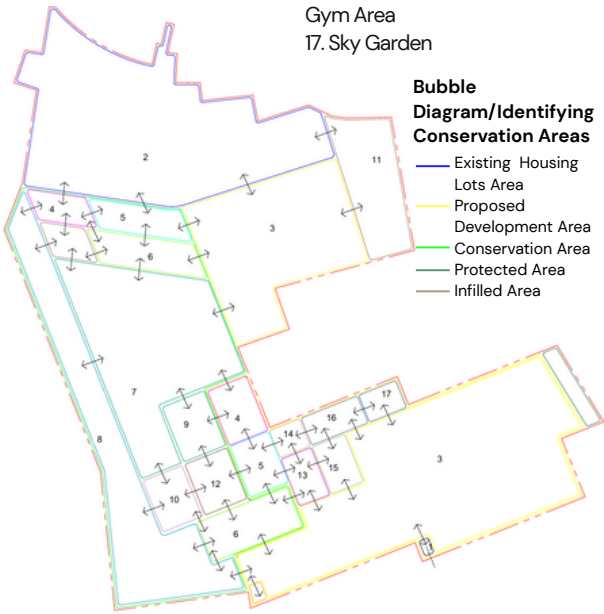 Gym Area
17. Sky Garden
Bubble
Diagram/Identifying
Conservation Areas
Existing Housing
Lots Area
Proposed
Development Area
Conservation Area
Protected Area
Infilled Area
2
11
4
5
3
6
7
8
9
4
16
17
14
5
13
15
3
10
12
6